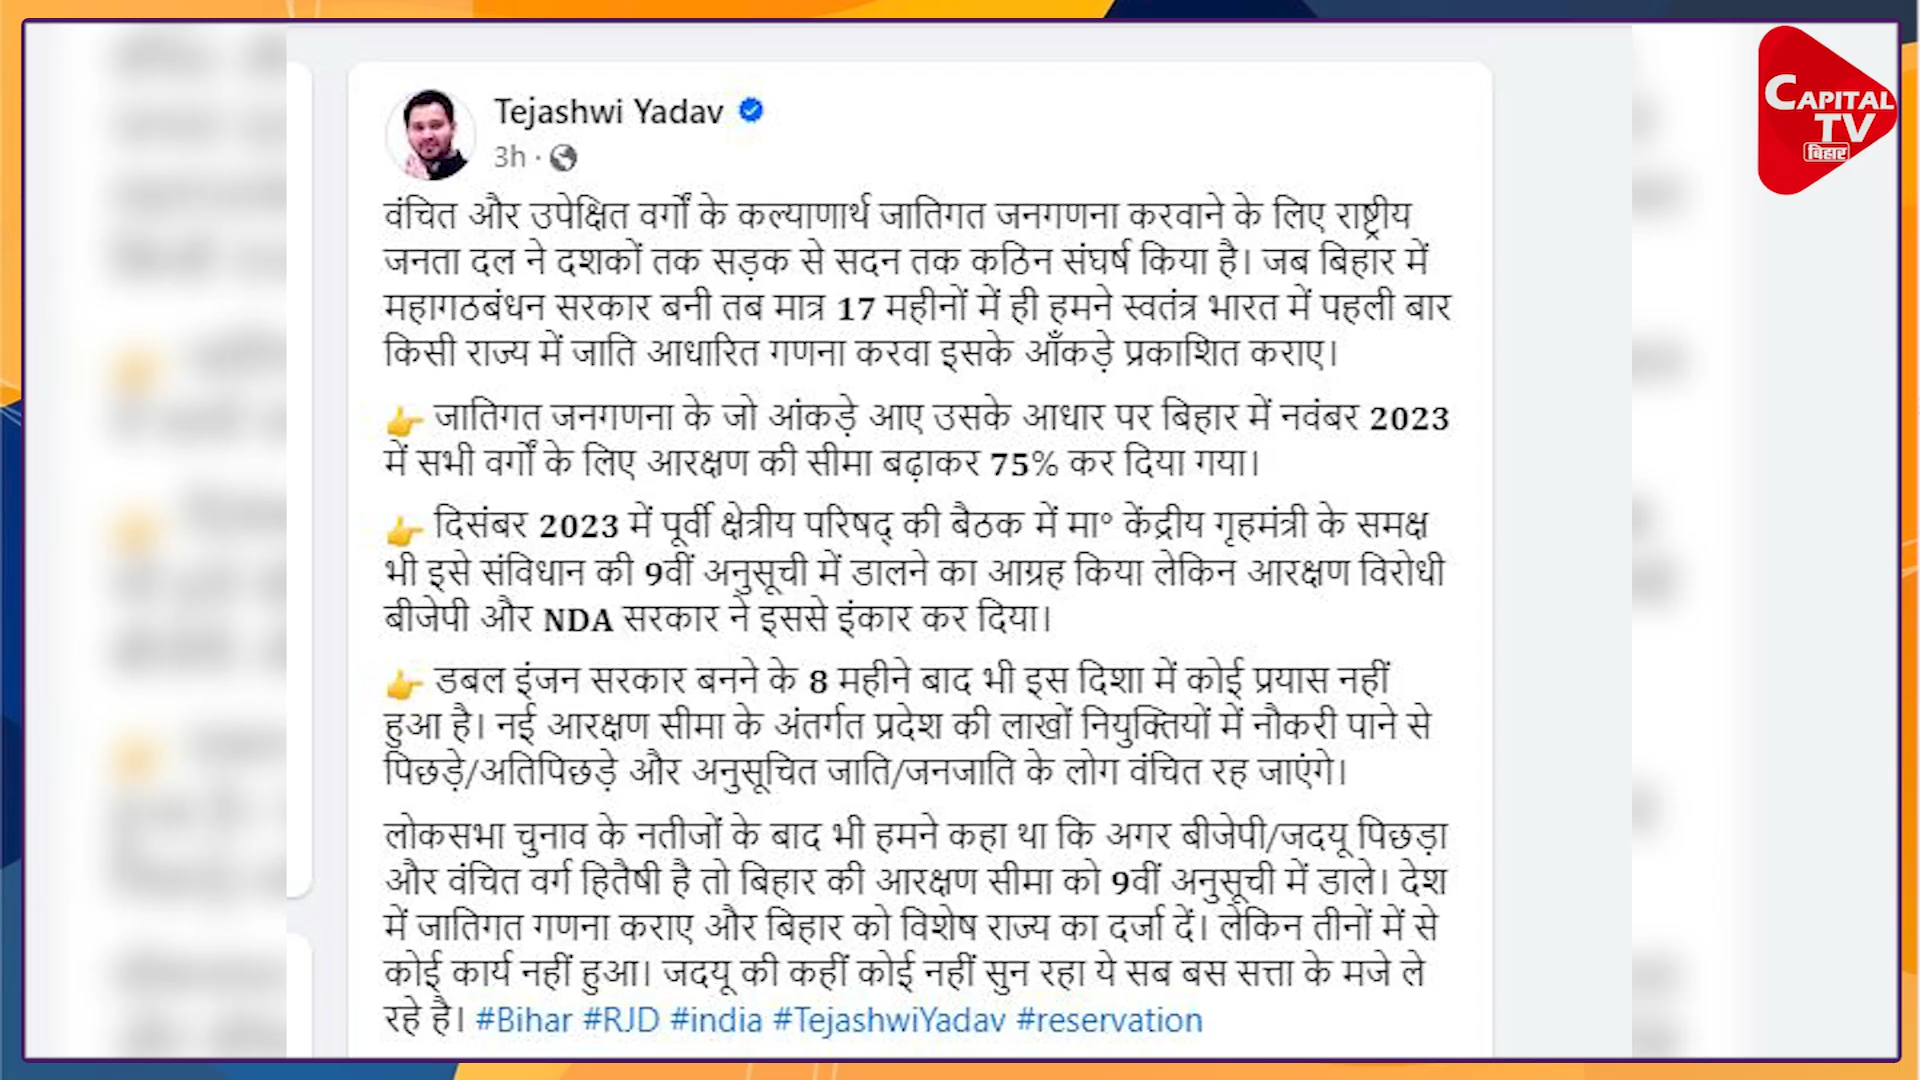 Tejashwi Yadav
3h ·
वंचित और उपेक्षित वर्गों के कल्याणार्थ जातिगत जनगणना करवाने के लिए राष्ट्रीय
जनता दल ने दशकों तक सड़क से सदन तक कठिन संघर्ष किया है। जब बिहार में
महागठबंधन सरकार बनी तब मात्र 17 महीनों में ही हमने स्वतंत्र भारत में पहली बार
किसी राज्य में जाति आधारित गणना करवा इसके आँकड़े प्रकाशित कराए।
👉 जातिगत जनगणना के जो आंकड़े आए उसके आधार पर बिहार में नवंबर 2023
में सभी वर्गों के लिए आरक्षण की सीमा बढ़ाकर 75% कर दिया गया।
👉 दिसंबर 2023 में पूर्वी क्षेत्रीय परिषद् की बैठक में मा° केंद्रीय गृहमंत्री के समक्ष
भी इसे संविधान की 9वीं अनुसूची में डालने का आग्रह किया लेकिन आरक्षण विरोधी
बीजेपी और NDA सरकार ने इससे इंकार कर दिया।
👉 डबल इंजन सरकार बनने के 8 महीने बाद भी इस दिशा में कोई प्रयास नहीं
हुआ है। नई आरक्षण सीमा के अंतर्गत प्रदेश की लाखों नियुक्तियों में नौकरी पाने से
पिछड़े/अतिपिछड़े और अनुसूचित जाति/जनजाति के लोग वंचित रह जाएंगे।
लोकसभा चुनाव के नतीजों के बाद भी हमने कहा था कि अगर बीजेपी/जदयू पिछड़ा
और वंचित वर्ग हितैषी है तो बिहार की आरक्षण सीमा को 9वीं अनुसूची में डाले। देश
में जातिगत गणना कराए और बिहार को विशेष राज्य का दर्जा दें। लेकिन तीनों में से
कोई कार्य नहीं हुआ। जदयू की कहीं कोई नहीं सुन रहा ये सब बस सत्ता के मजे ले
रहे है। #Bihar #RJD #india #TejashwiYadav #reservation
CAPITAL
TV
बिहार